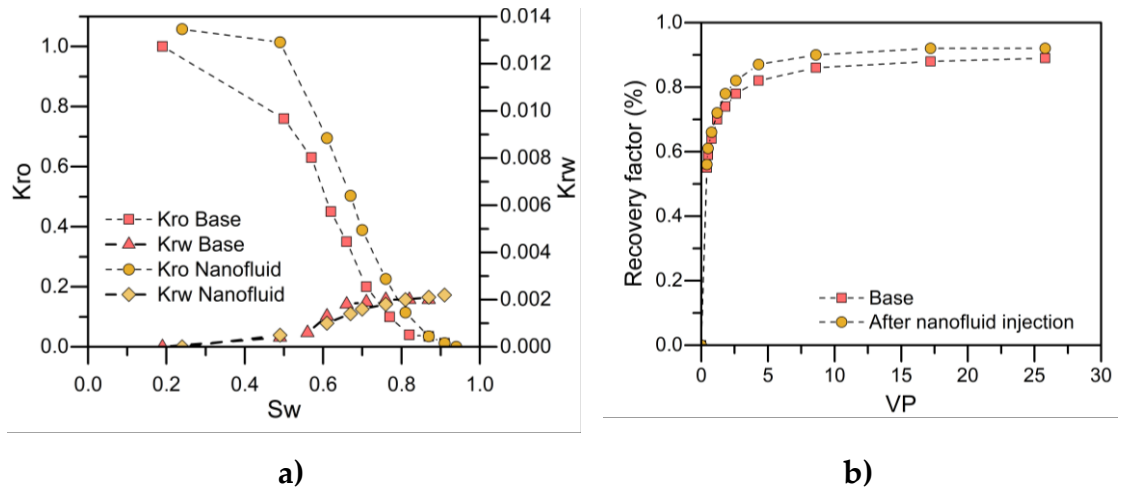 1.0
0.8
0.6
0.4
0.2
0.0
Kro
0.014
0.012
0.010
0.008
0.006
0.004
0.002
0.000
Krw
Kro Base
Krw Base
Kro Nanofluid
Krw Nanofluid
0.0 0.2 0.4 0.6 0.8 1.0
Sw
a)
1.0
0.8
0.6
0.4
0.2
0.0
Recovery factor (%)
Base
After nanofluid injection
0 5 10 15 20 25 30
VP
b)